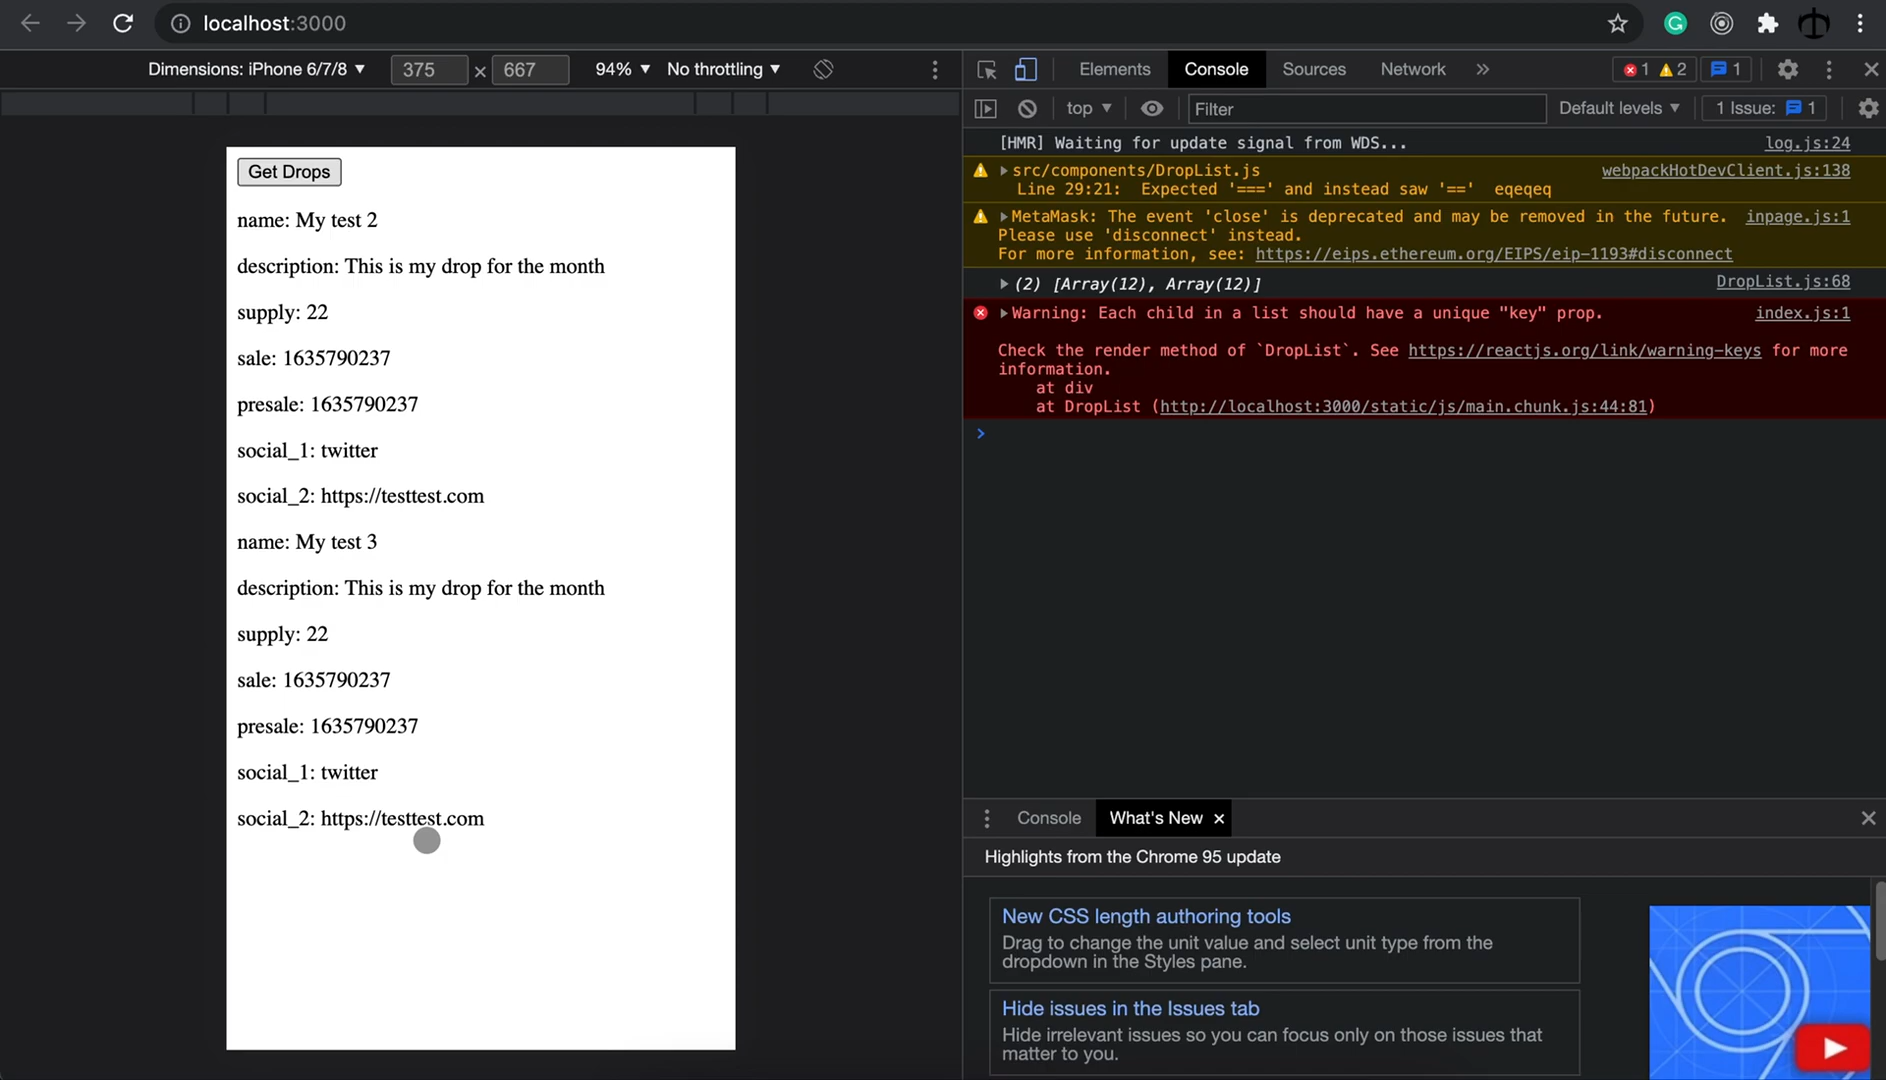 localhost:3000
Dimensions: iPhone 6/7/8 ▼ 375 × 667 94% ▼ No throttling ▼
Elements Console Sources Network » 1 2 1
top ▼ Filter Default levels ▼ 1 Issue: 1
Get Drops
name: My test 2
description: This is my drop for the month
supply: 22
sale: 1635790237
presale: 1635790237
social_1: twitter
social_2: https://testtest.com
name: My test 3
description: This is my drop for the month
supply: 22
sale: 1635790237
presale: 1635790237
social_1: twitter
social_2: https://testtest.com
[HMR] Waiting for update signal from WDS... log.js:24
src/components/DropList.js webpackHotDevClient.js:138
Line 29:21: Expected '===' and instead saw '==' eqeqeq
MetaMask: The event 'close' is deprecated and may be removed in the future. inpage.js:1
Please use 'disconnect' instead.
For more information, see: https://eips.ethereum.org/EIPS/eip-1193#disconnect
(2) [Array(12), Array(12)] DropList.js:68
Warning: Each child in a list should have a unique "key" prop. index.js:1
Check the render method of `DropList`. See https://reactjs.org/link/warning-keys for more
information.
at div
at DropList (http://localhost:3000/static/js/main.chunk.js:44:81)
Console What's New ×
Highlights from the Chrome 95 update
New CSS length authoring tools
Drag to change the unit value and select unit type from the
dropdown in the Styles pane.
Hide issues in the Issues tab
Hide irrelevant issues so you can focus only on those issues that
matter to you.